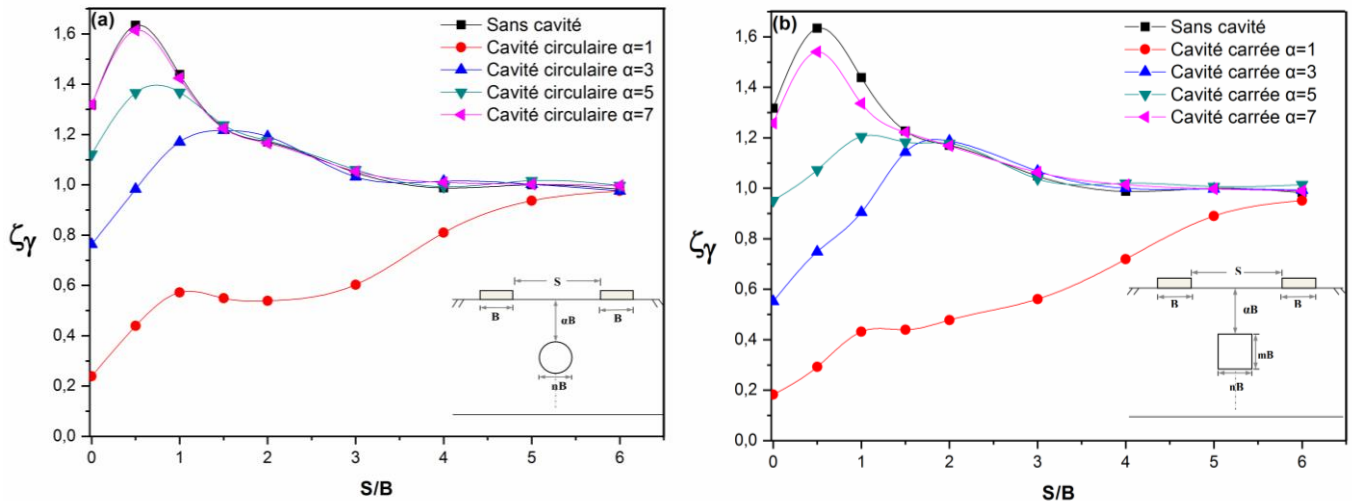 (a)
Sans cavité
Cavité circulaire α=1
Cavité circulaire α=3
Cavité circulaire α=5
Cavité circulaire α=7
1,6
1,4
1,2
1,0
0,8
0,6
0,4
0,2
0,0
ζγ
0 1 2 3 4 5 6
S/B
S
B
B
αB
nB
(b)
Sans cavité
Cavité carrée α=1
Cavité carrée α=3
Cavité carrée α=5
Cavité carrée α=7
1,6
1,4
1,2
1,0
0,8
0,6
0,4
0,2
0,0
ζγ
0 1 2 3 4 5 6
S/B
S
B
B
αB
mB
nB